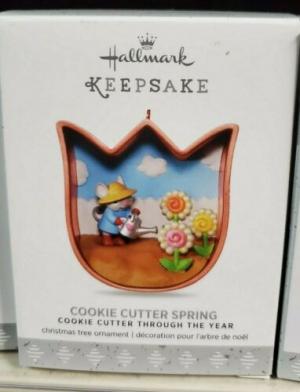 Hallmark
KEEPSAKE
COOKIE CUTTER SPRING
COOKIE CUTTER THROUGH THE YEAR
christmas tree ornament | décoration pour l'arbre de noël